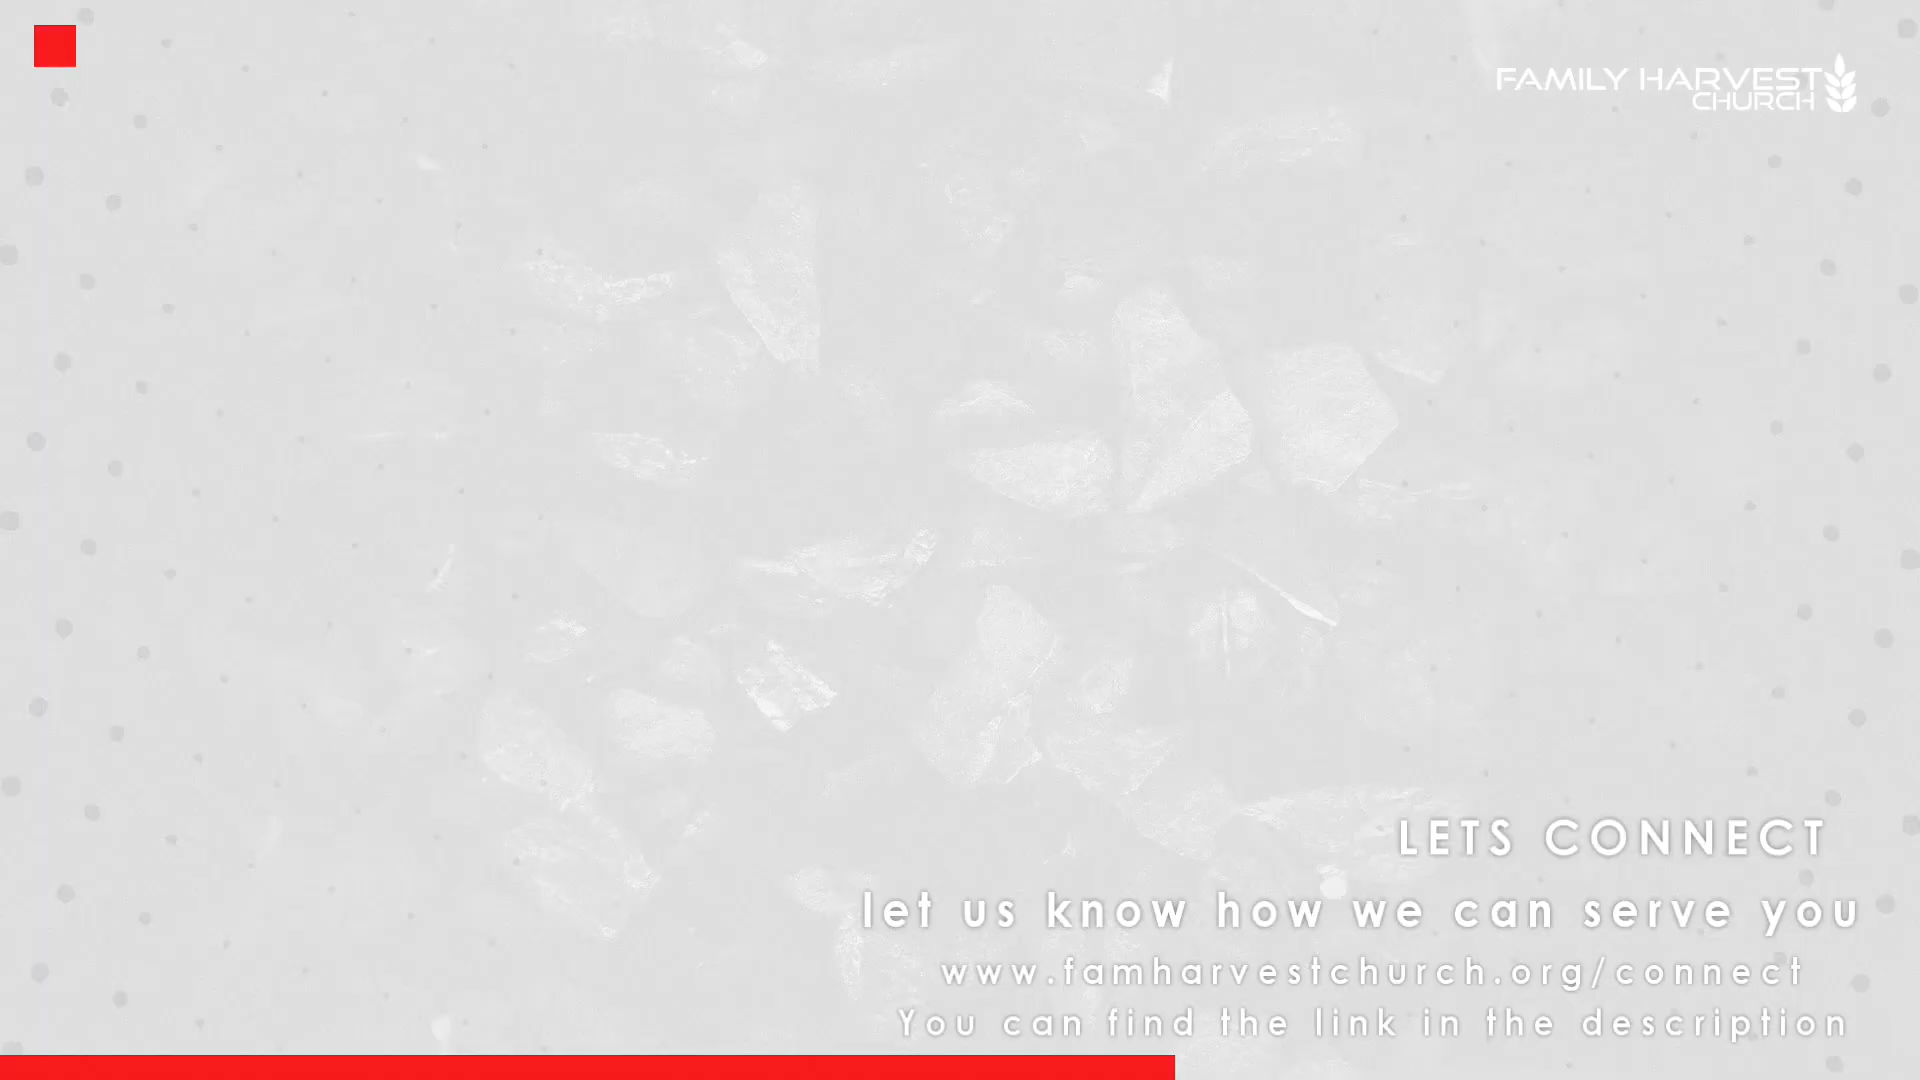 FAMILY HARVEST
CHURCH
LETS CONNECT
let us know how we can serve you
www.famharvestchurch.org/connect
You can find the link in the description